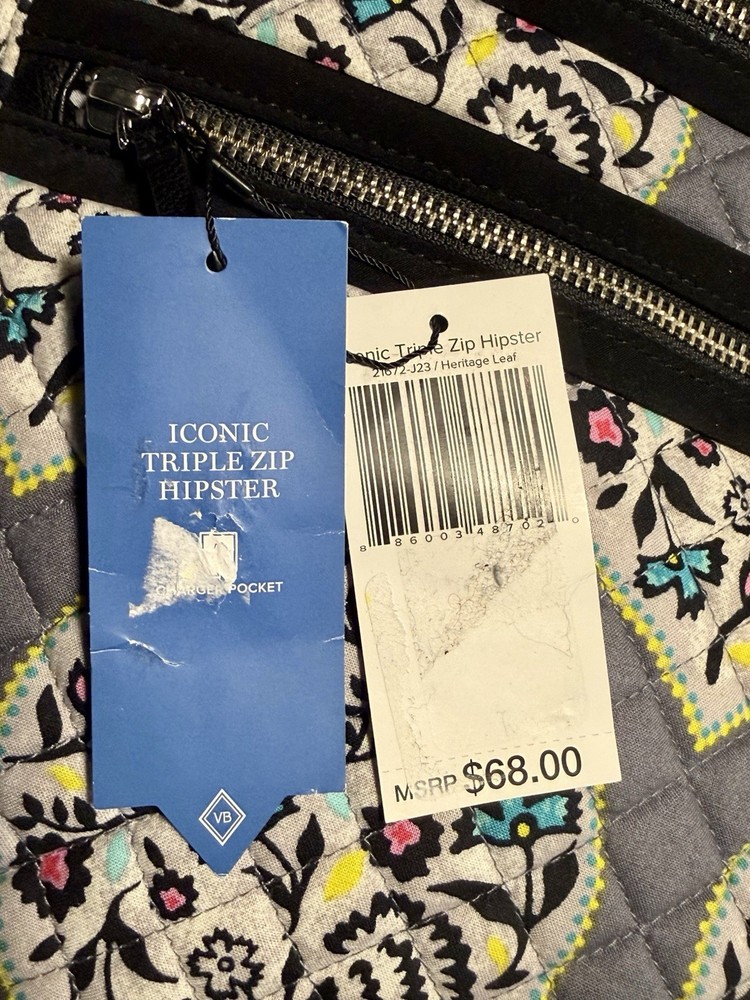 ICONIC
TRIPLE ZIP
HIPSTER
CHARGER POCKET
VB
Triple Zip Hipster
21672-J23 / Heritage Leaf
8 86003 48702 0
MSRP $68.00